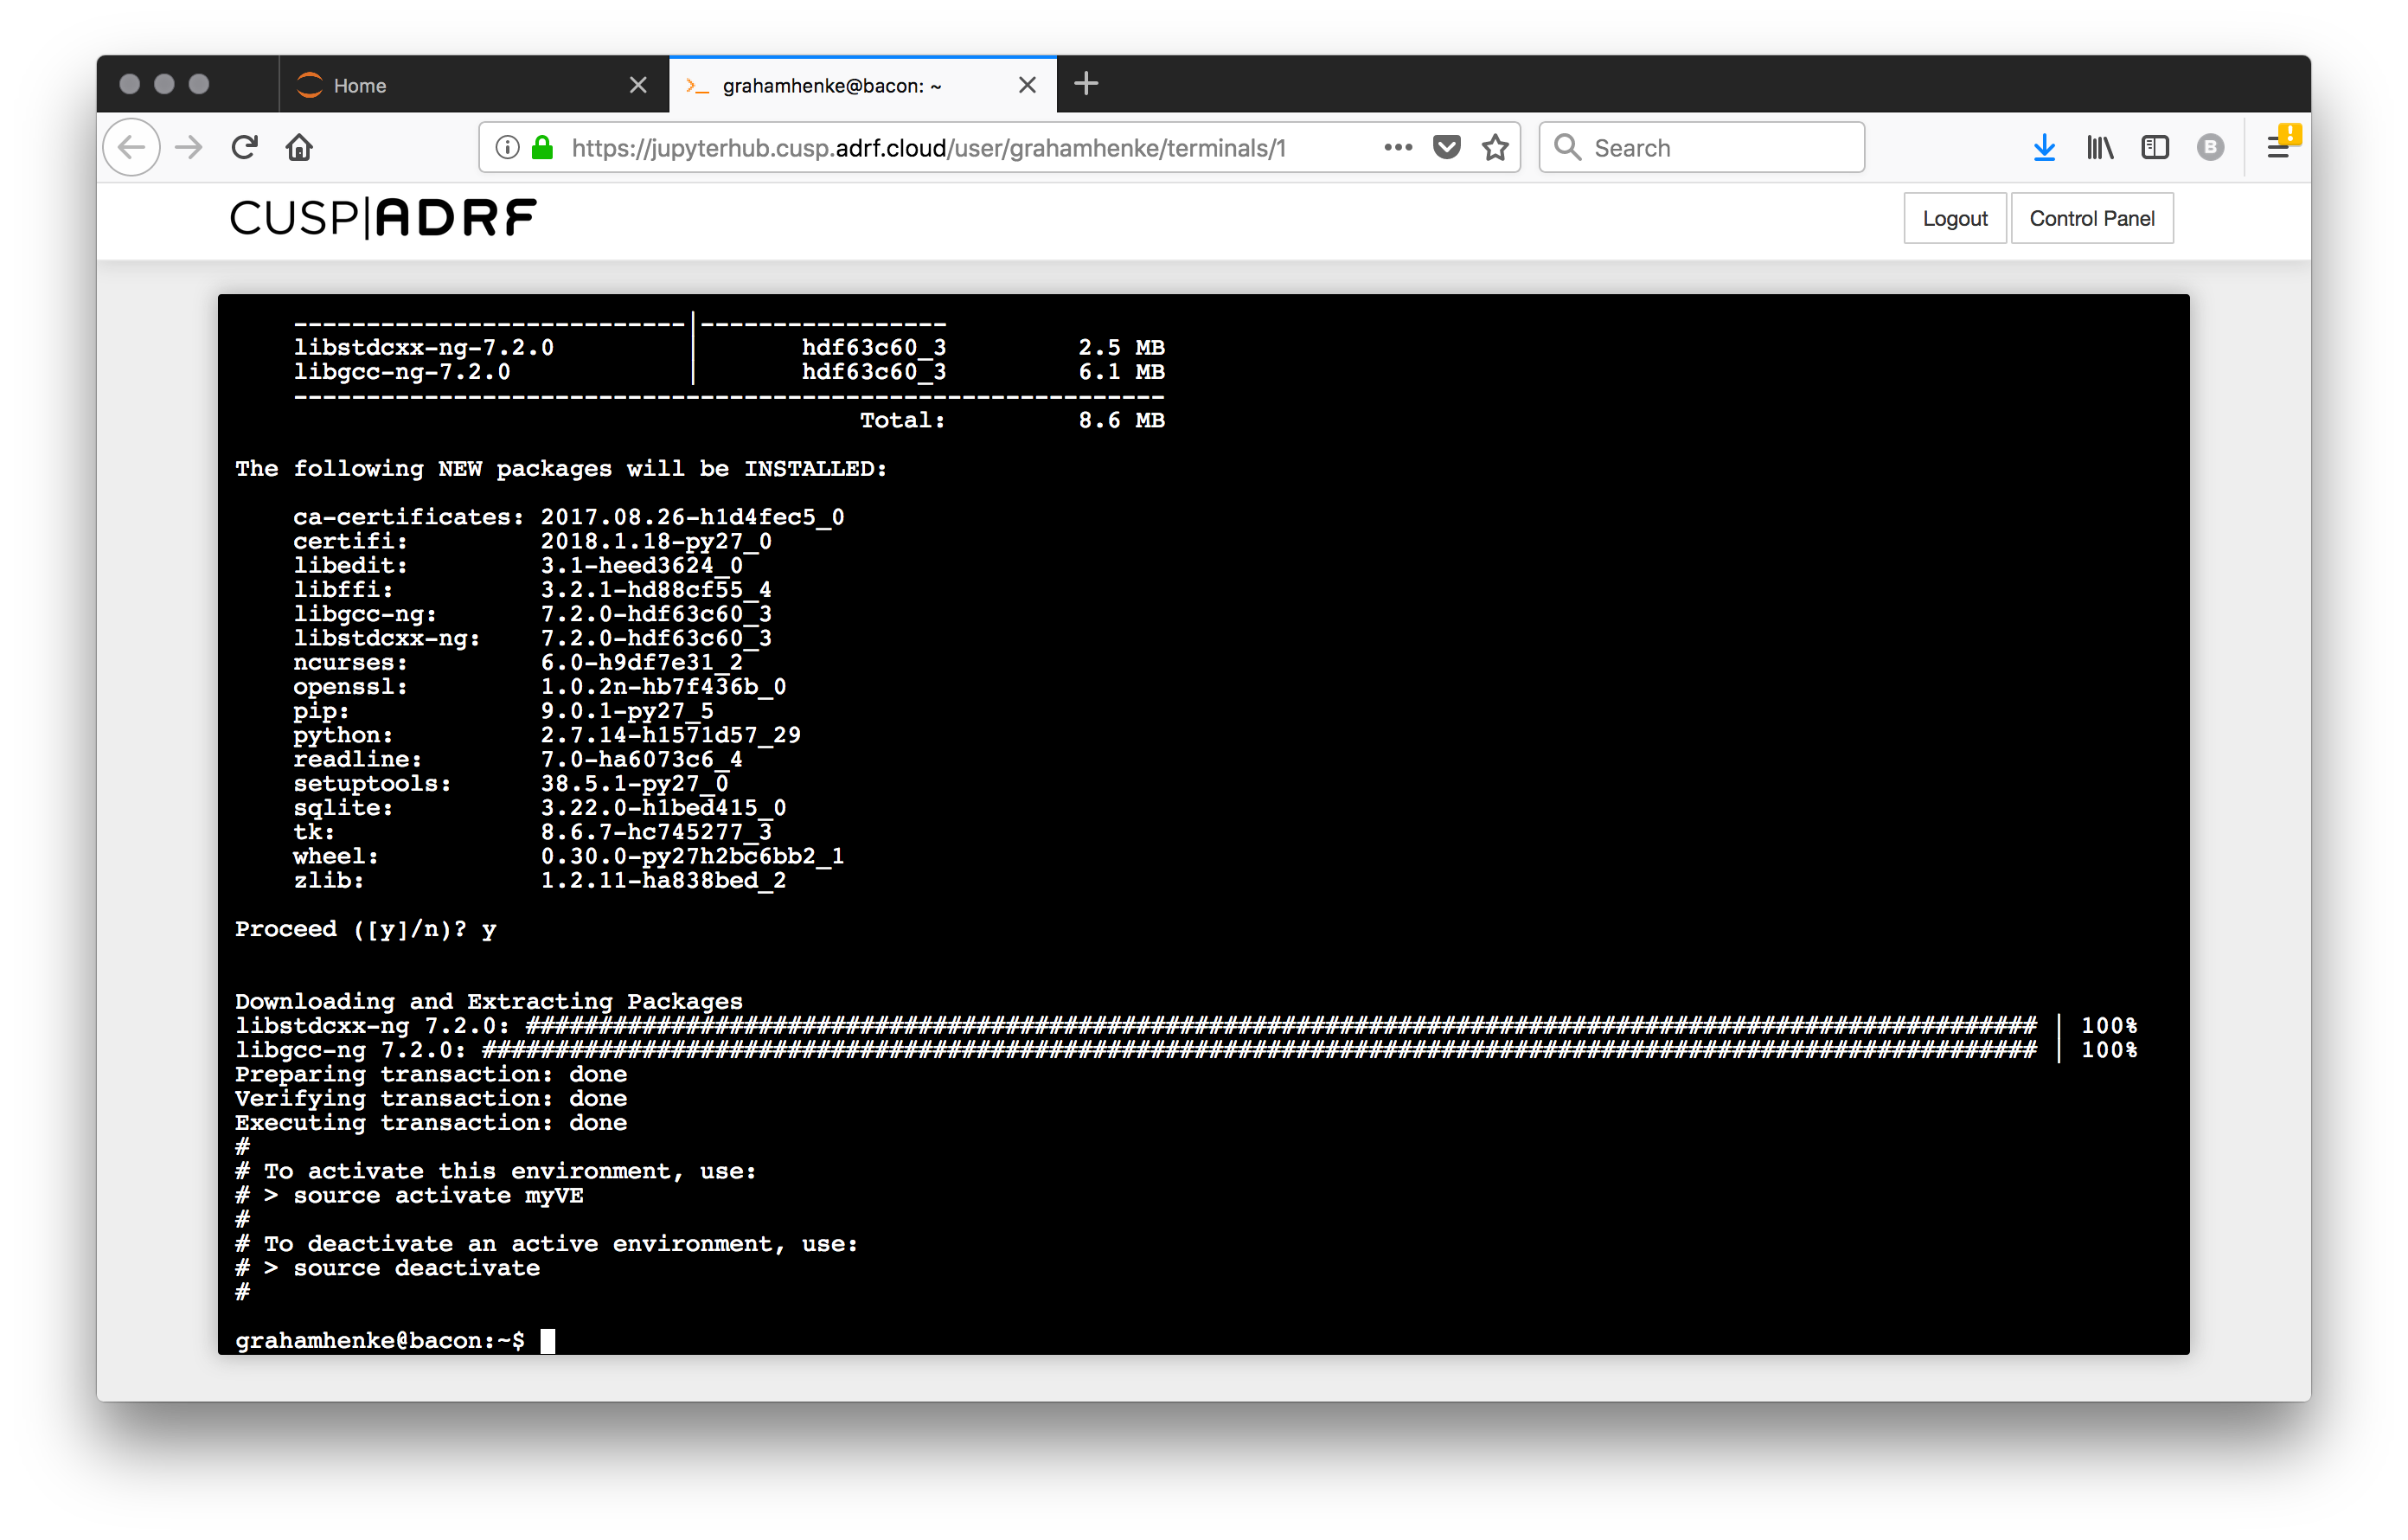 Home
>_ grahamhenke@bacon: ~
https://jupyterhub.cusp.adrf.cloud/user/grahamhenke/terminals/1
Search
B
CUSP|ADRF
Logout
Control Panel
---------------------------|-----------------
libstdcxx-ng-7.2.0 | hdf63c60_3 2.5 MB
libgcc-ng-7.2.0 | hdf63c60_3 6.1 MB
------------------------------------------------------------
Total: 8.6 MB
The following NEW packages will be INSTALLED:
ca-certificates: 2017.08.26-h1d4fec5_0
certifi: 2018.1.18-py27_0
libedit: 3.1-heed3624_0
libffi: 3.2.1-hd88cf55_4
libgcc-ng: 7.2.0-hdf63c60_3
libstdcxx-ng: 7.2.0-hdf63c60_3
ncurses: 6.0-h9df7e31_2
openssl: 1.0.2n-hb7f436b_0
pip: 9.0.1-py27_5
python: 2.7.14-h1571d57_29
readline: 7.0-ha6073c6_4
setuptools: 38.5.1-py27_0
sqlite: 3.22.0-h1bed415_0
tk: 8.6.7-hc745277_3
wheel: 0.30.0-py27h2bc6bb2_1
zlib: 1.2.11-ha838bed_2
Proceed ([y]/n)? y
Downloading and Extracting Packages
libstdcxx-ng 7.2.0: ######################################################################################################## | 100%
libgcc-ng 7.2.0: ########################################################################################################### | 100%
Preparing transaction: done
Verifying transaction: done
Executing transaction: done
#
# To activate this environment, use:
# > source activate myVE
#
# To deactivate an active environment, use:
# > source deactivate
#
grahamhenke@bacon:~$